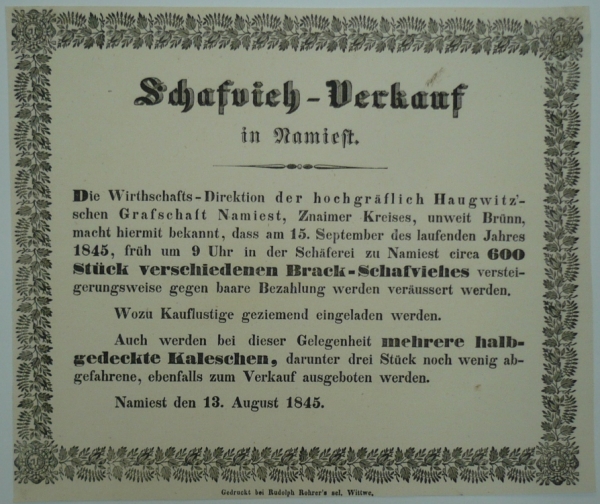 Schafvieh-Verkauf
in Namiest.
Die Wirthschafts-Direktion der hochgräflich Haugwitz'-
schen Grafschaft Namiest, Znaimer Kreises, unweit Brünn,
macht hiermit bekannt, dass am 15. September des laufenden Jahres
1845, früh um 9 Uhr in der Schäferei zu Namiest circa 600
Stück verschiedenen Brack-Schafviehes verstei-
gerungsweise gegen baare Bezahlung werden veräussert werden.
Wozu Kauflustige geziemend eingeladen werden.
Auch werden bei dieser Gelegenheit mehrere halb-
gedeckte Kaleschen, darunter drei Stück noch wenig ab-
gefahrene, ebenfalls zum Verkauf ausgeboten werden.
Namiest den 13. August 1845.
Gedruckt bei Rudolph Rohrer's sel. Wittwe.